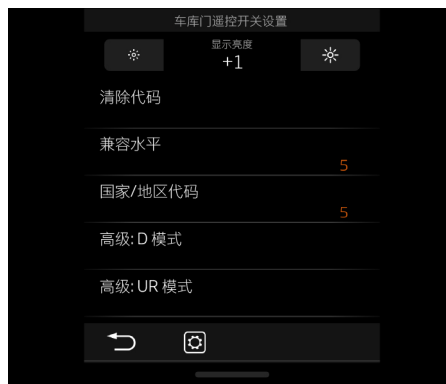 车库门遥控开关设置
显示亮度
+1
清除代码
兼容水平
5
国家/地区代码
5
高级: D 模式
高级: UR 模式